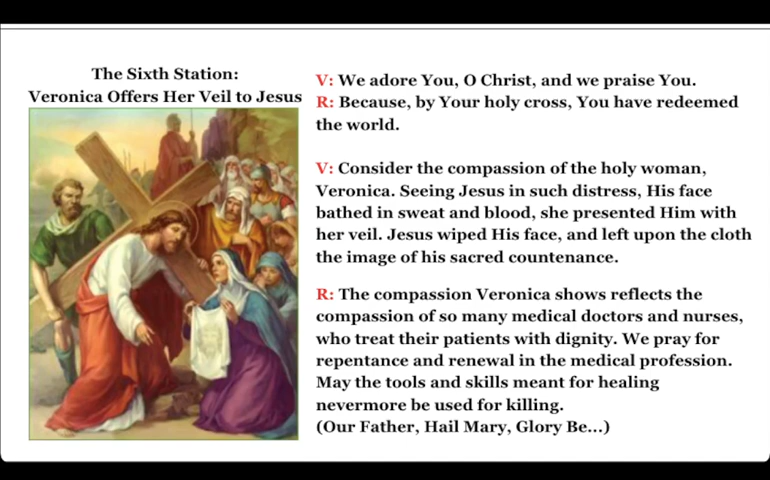 The Sixth Station:
Veronica Offers Her Veil to Jesus
V: We adore You, O Christ, and we praise You.
R: Because, by Your holy cross, You have redeemed
the world.
V: Consider the compassion of the holy woman,
Veronica. Seeing Jesus in such distress, His face
bathed in sweat and blood, she presented Him with
her veil. Jesus wiped His face, and left upon the cloth
the image of his sacred countenance.
R: The compassion Veronica shows reflects the
compassion of so many medical doctors and nurses,
who treat their patients with dignity. We pray for
repentance and renewal in the medical profession.
May the tools and skills meant for healing
nevermore be used for killing.
(Our Father, Hail Mary, Glory Be...)